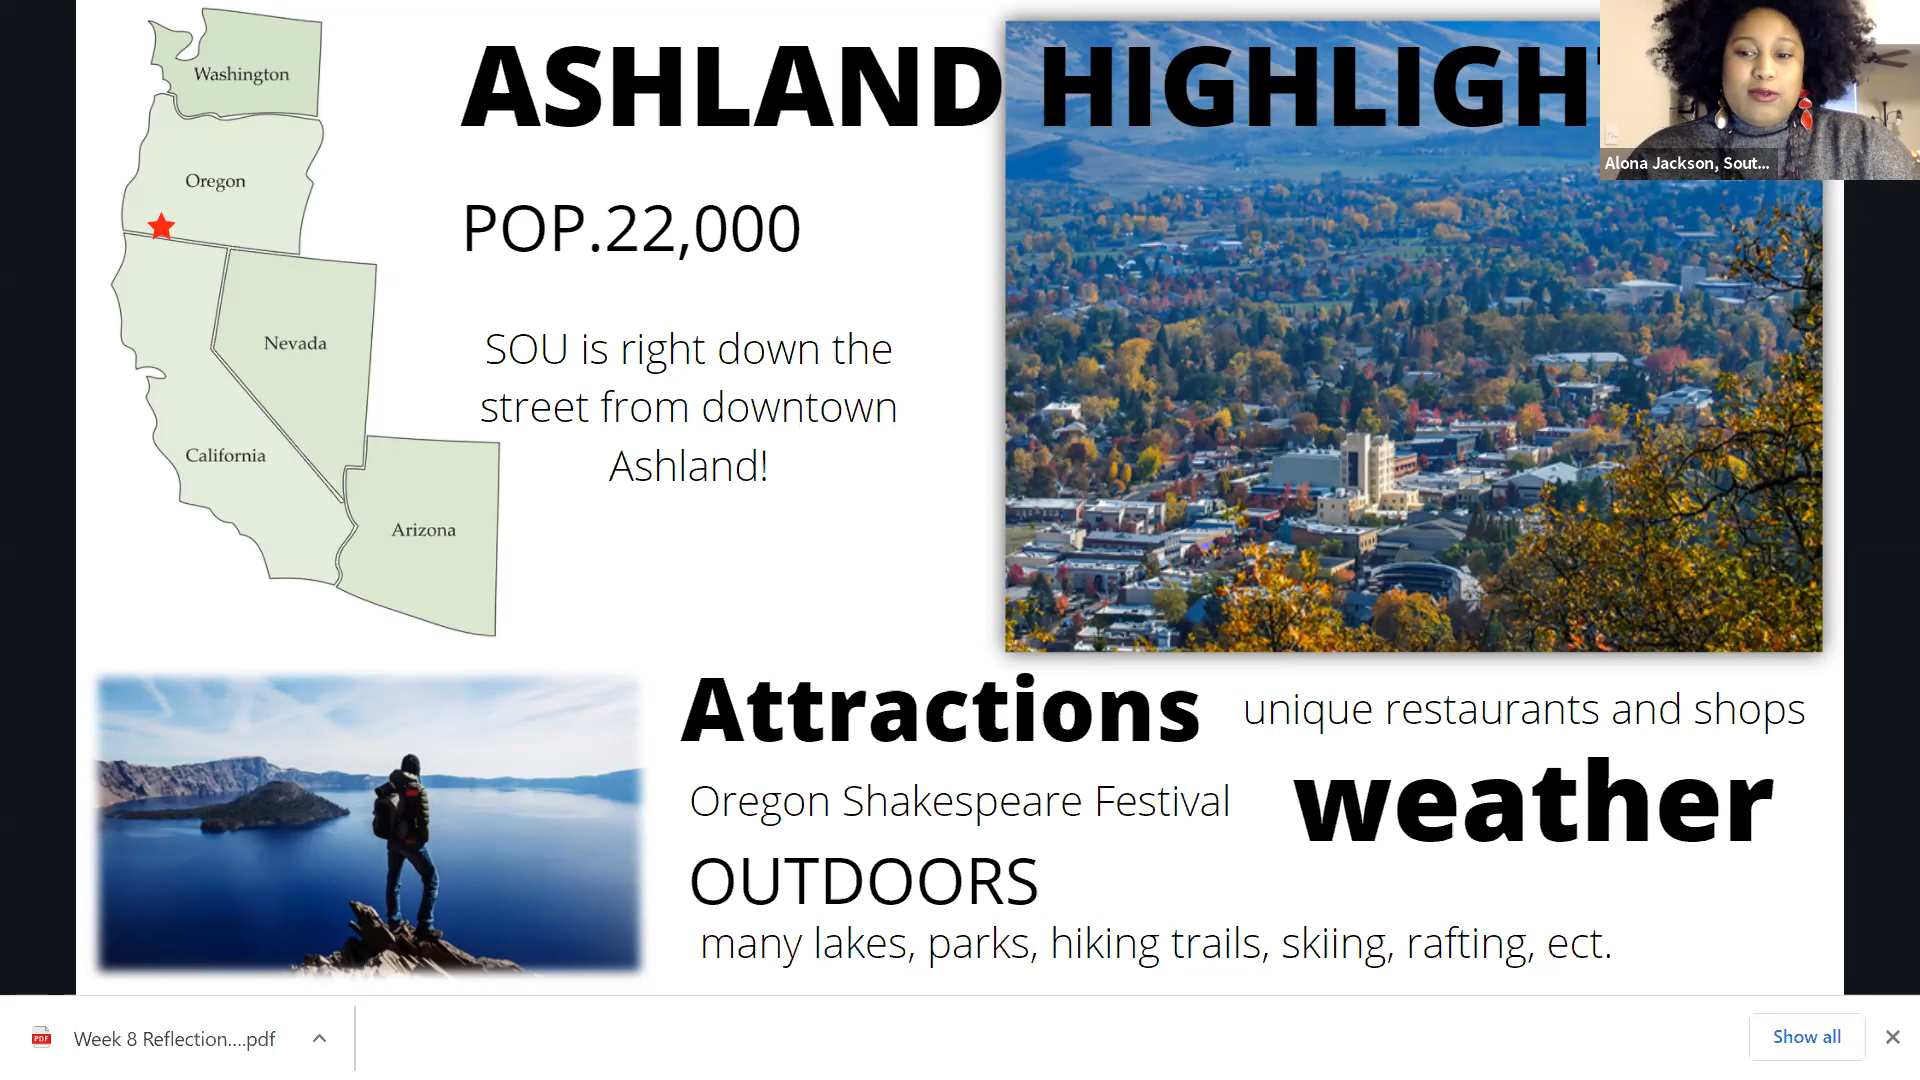 Washington
Oregon
Nevada
California
Arizona
ASHLAND HIGHLIGHT
POP.22,000
SOU is right down the
street from downtown
Ashland!
Alona Jackson, Sout...
Attractions
unique restaurants and shops
Oregon Shakespeare Festival
weather
OUTDOORS
many lakes, parks, hiking trails, skiing, rafting, ect.
PDF
Week 8 Reflection....pdf
Show all